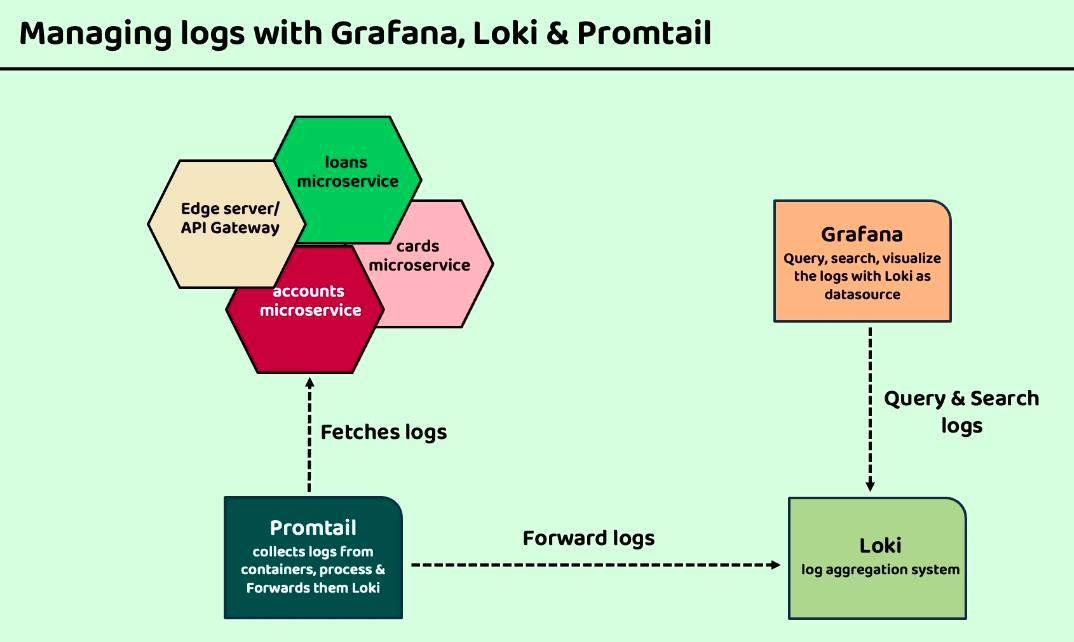 Managing logs with Grafana, Loki & Promtail
loans
microservice
Edge server/
API Gateway
cards
microservice
accounts
microservice
Grafana
Query, search, visualize
the logs with Loki as
datasource
Query & Search
logs
Fetches logs
Promtail
collects logs from
containers, process &
Forwards them Loki
Forward logs
Loki
log aggregation system